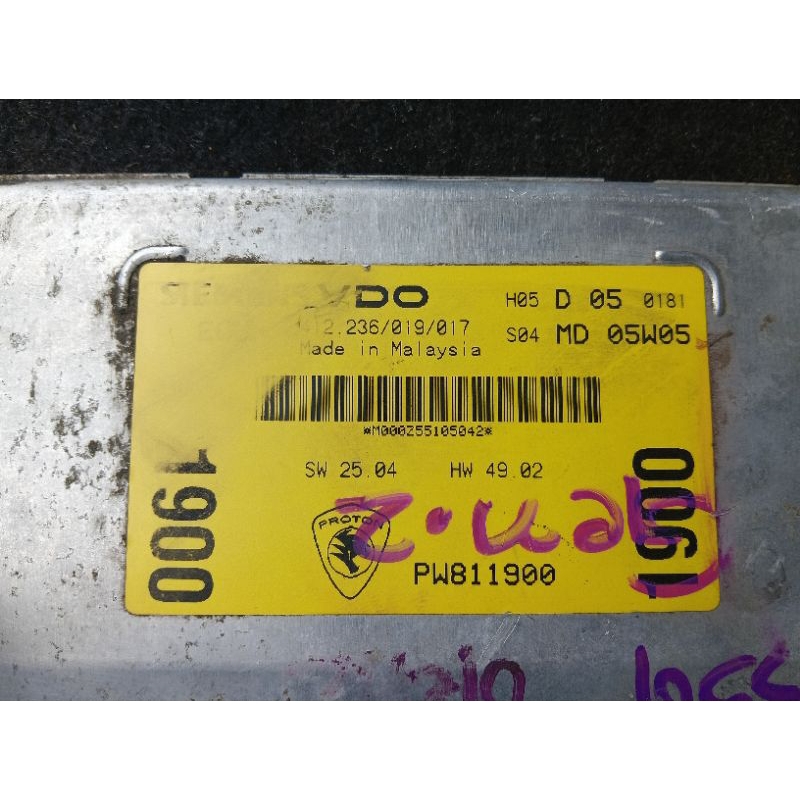 VDO
H05 D 05 0181
12.236/019/017
S04 MD 05W05
Made in Malaysia
*M000Z55105042*
SW 25.04 HW 49.02
1900
1900
PROTON
PW811900